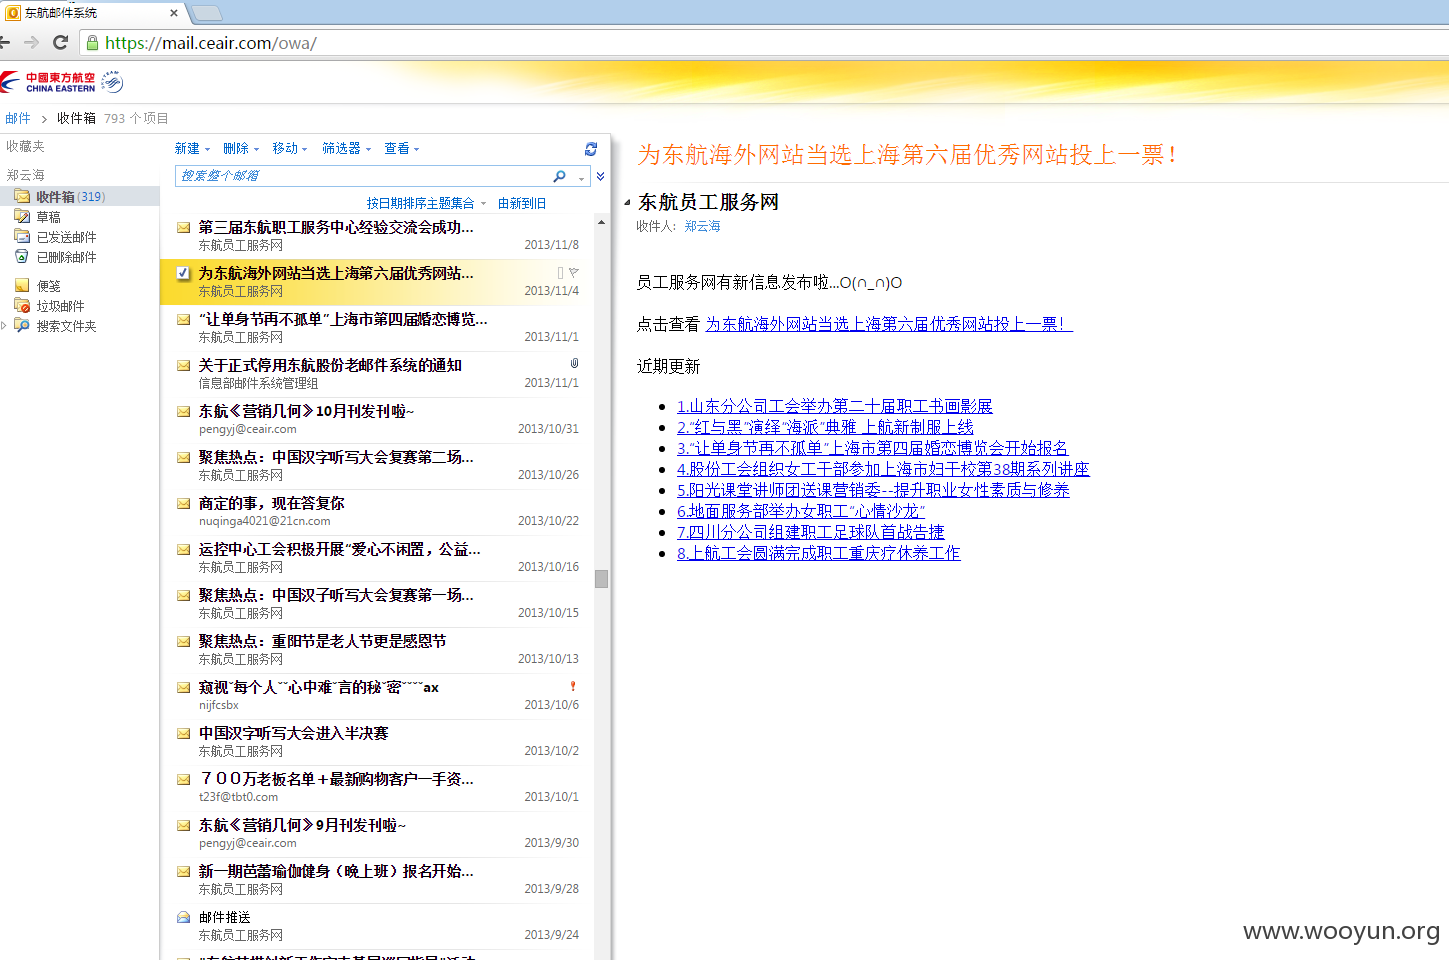 东航邮件系统
https://mail.ceair.com/owa/
中國東方航空
CHINA EASTERN
邮件 > 收件箱 793 个项目
收藏夹
郑云海
收件箱 (319)
草稿
已发送邮件
已删除邮件
便笺
垃圾邮件
搜索文件夹
新建 删除 移动 筛选器 查看
搜索整个邮箱
按日期排序主题集合 由新到旧
第三届东航职工服务中心经验交流会成功...
东航员工服务网 2013/11/8
为东航海外网站当选上海第六届优秀网站...
东航员工服务网 2013/11/4
“让单身节再不孤单”上海市第四届婚恋博览...
东航员工服务网 2013/11/1
关于正式停用东航股份老邮件系统的通知
信息部邮件系统管理组 2013/11/1
东航《营销几何》10月刊发刊啦~
pengyj@ceair.com 2013/10/31
聚焦热点：中国汉字听写大会复赛第二场...
东航员工服务网 2013/10/26
商定的事，现在答复你
nuqinga4021@21cn.com 2013/10/22
运控中心工会积极开展“爱心不闲置，公益...
东航员工服务网 2013/10/16
聚焦热点：中国汉子听写大会复赛第一场...
东航员工服务网 2013/10/15
聚焦热点：重阳节是老人节更是感恩节
东航员工服务网 2013/10/13
窥视ˇ每个人ˇˇ心中难ˇ言的秘ˇ密ˇˇˇˇax
nijfcsbx 2013/10/6
中国汉字听写大会进入半决赛
东航员工服务网 2013/10/2
７００万老板名单＋最新购物客户一手资...
t23f@tbt0.com 2013/10/1
东航《营销几何》9月刊发刊啦~
pengyj@ceair.com 2013/9/30
新一期芭蕾瑜伽健身（晚上班）报名开始...
东航员工服务网 2013/9/28
邮件推送
东航员工服务网 2013/9/24
为东航海外网站当选上海第六届优秀网站投上一票！
东航员工服务网
收件人： 郑云海
员工服务网有新信息发布啦...O(∩_∩)O
点击查看 为东航海外网站当选上海第六届优秀网站投上一票！
近期更新
1.山东分公司工会举办第二十届职工书画影展
2.“红与黑”演绎“海派”典雅 上航新制服上线
3.“让单身节再不孤单”上海市第四届婚恋博览会开始报名
4.股份工会组织女工干部参加上海市妇干校第38期系列讲座
5.阳光课堂讲师团送课营销委--提升职业女性素质与修养
6.地面服务部举办女职工“心情沙龙”
7.四川分公司组建职工足球队首战告捷
8.上航工会圆满完成职工重庆疗休养工作
www.wooyun.org